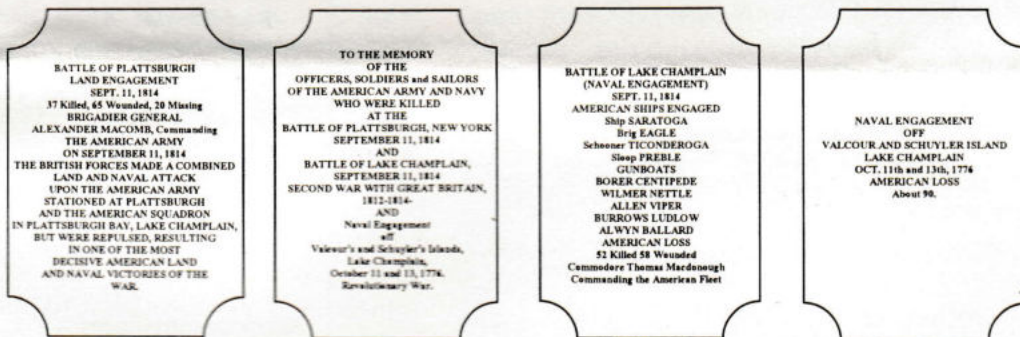 BATTLE OF PLATTSBURGH
LAND ENGAGEMENT
SEPT. 11, 1814
37 Killed, 65 Wounded, 20 Missing
BRIGADIER GENERAL
ALEXANDER MACOMB, Commanding
THE AMERICAN ARMY
ON SEPTEMBER 11, 1814
THE BRITISH FORCES MADE A COMBINED
LAND AND NAVAL ATTACK
UPON THE AMERICAN ARMY
STATIONED AT PLATTSBURGH
AND THE AMERICAN SQUADRON
IN PLATTSBURGH BAY, LAKE CHAMPLAIN,
BUT WERE REPULSED, RESULTING
IN ONE OF THE MOST
DECISIVE AMERICAN LAND
AND NAVAL VICTORIES OF THE
WAR.
TO THE MEMORY
OF THE
OFFICERS, SOLDIERS and SAILORS
OF THE AMERICAN ARMY AND NAVY
WHO WERE KILLED
AT THE
BATTLE OF PLATTSBURGH, NEW YORK
SEPTEMBER 11, 1814
AND
BATTLE OF LAKE CHAMPLAIN,
SEPTEMBER 11, 1814
SECOND WAR WITH GREAT BRITAIN,
1812-1814-
AND
Naval Engagement
off
Valcour's and Schuyler's Islands,
Lake Champlain,
October 11 and 13, 1776.
Revolutionary War.
BATTLE OF LAKE CHAMPLAIN
(NAVAL ENGAGEMENT)
SEPT. 11, 1814
AMERICAN SHIPS ENGAGED
Ship SARATOGA
Brig EAGLE
Schooner TICONDEROGA
Sloop PREBLE
GUNBOATS
BORER CENTIPEDE
WILMER NETTLE
ALLEN VIPER
BURROWS LUDLOW
ALWYN BALLARD
AMERICAN LOSS
52 Killed 58 Wounded
Commodore Thomas Macdonough
Commanding the American Fleet
NAVAL ENGAGEMENT
OFF
VALCOUR AND SCHUYLER ISLAND
LAKE CHAMPLAIN
OCT. 11th and 13th, 1776
AMERICAN LOSS
About 90.